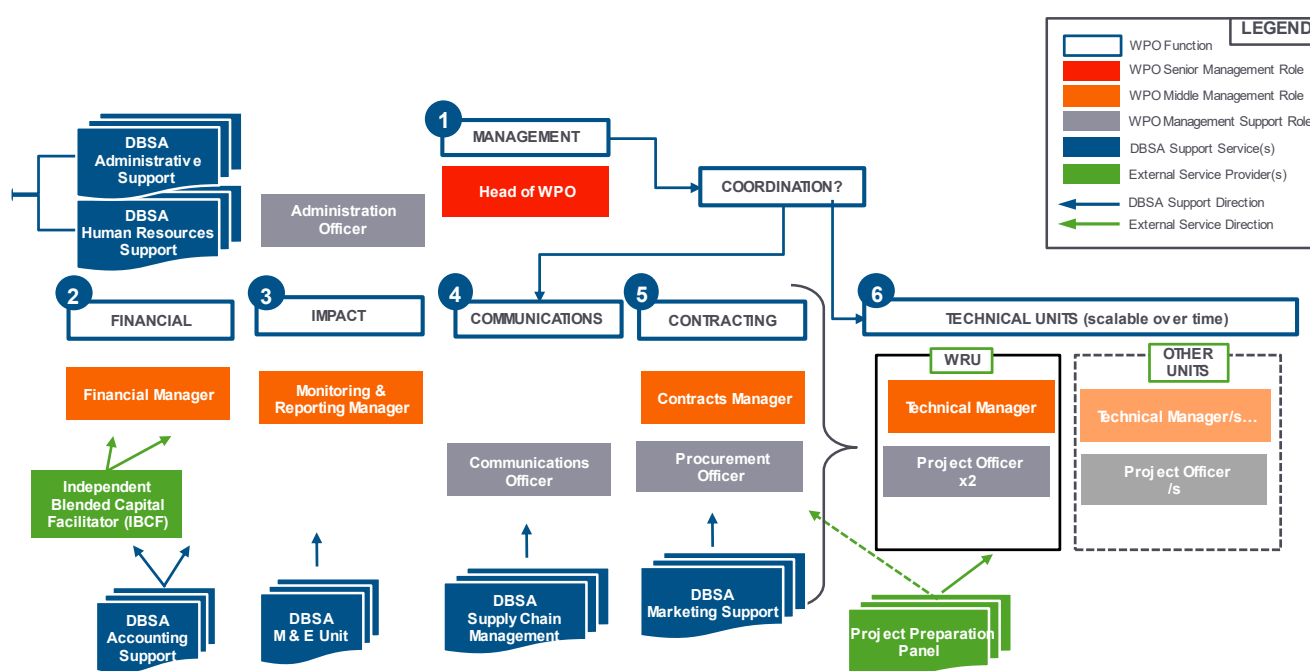 LEGEND
WPO Function
WPO Senior Management Role
WPO Middle Management Role
WPO Management Support Role
DBSA Support Service(s)
External Service Provider(s)
DBSA Support Direction
External Service Direction
1
MANAGEMENT
Head of WPO
COORDINATION?
DBSA
Administrative
Support
DBSA
Human Resources
Support
Administration
Officer
2
FINANCIAL
3
IMPACT
4
COMMUNICATIONS
5
CONTRACTING
6
TECHNICAL UNITS (scalable over time)
Financial Manager
Monitoring &
Reporting Manager
Contracts Manager
WRU
Technical Manager
Project Officer
x2
OTHER
UNITS
Technical Manager/s...
Project Officer
/s
Communications
Officer
Procurement
Officer
Independent
Blended Capital
Facilitator (IBCF)
DBSA
Accounting
Support
DBSA
M & E Unit
DBSA
Supply Chain
Management
DBSA
Marketing Support
Project Preparation
Panel